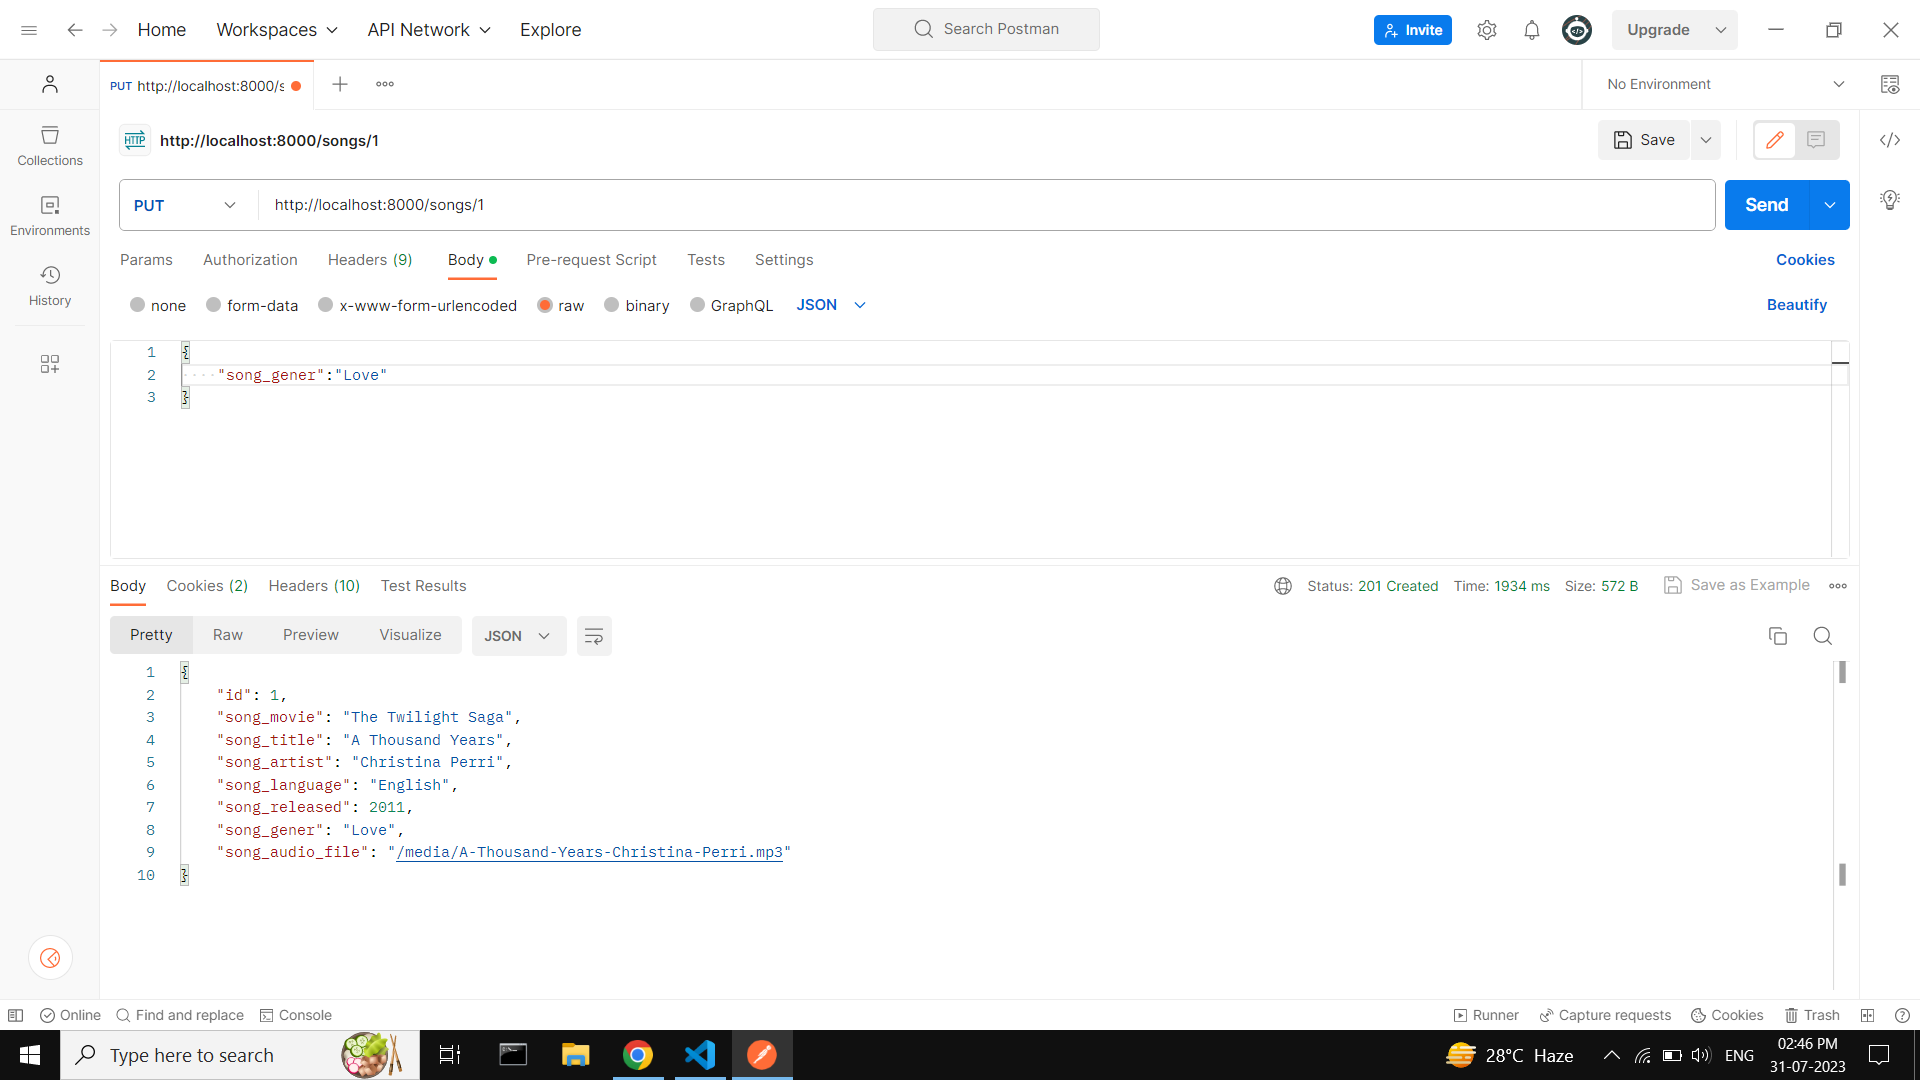 Home Workspaces API Network Explore Search Postman Invite Upgrade
PUT http://localhost:8000/s No Environment
HTTP http://localhost:8000/songs/1 Save
Collections
PUT http://localhost:8000/songs/1 Send
Environments
Params Authorization Headers (9) Body Pre-request Script Tests Settings Cookies
History
none form-data x-www-form-urlencoded raw binary GraphQL JSON Beautify
1 {
2 "song_gener":"Love"
3 }
Body Cookies (2) Headers (10) Test Results Status: 201 Created Time: 1934 ms Size: 572 B Save as Example
Pretty Raw Preview Visualize JSON
1 {
2 "id": 1,
3 "song_movie": "The Twilight Saga",
4 "song_title": "A Thousand Years",
5 "song_artist": "Christina Perri",
6 "song_language": "English",
7 "song_released": 2011,
8 "song_gener": "Love",
9 "song_audio_file": "/media/A-Thousand-Years-Christina-Perri.mp3"
10 }
Online Find and replace Console Runner Capture requests Cookies Trash
Type here to search 28°C Haze ENG 02:46 PM
31-07-2023